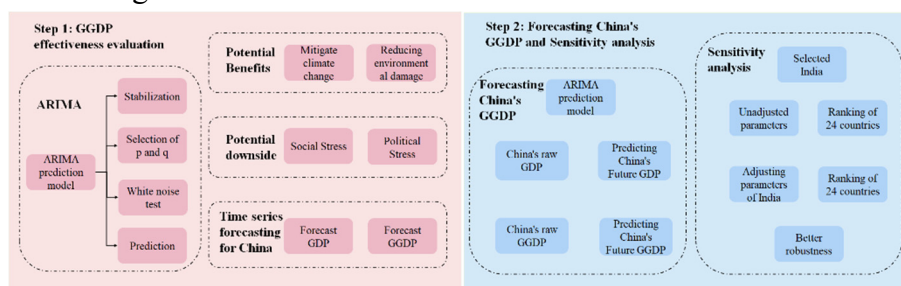 Step 1: GGDP
effectiveness evaluation
ARIMA
ARIMA
prediction
model
Stabilization
Selection of
p and q
White noise
test
Prediction
Potential
Benefits
Mitigate
climate
change
Reducing
environment
al damage
Potential
downside
Social Stress
Political
Stress
Time series
forecasting
for China
Forecast
GDP
Forecast
GGDP
Step 2: Forecasting China's
GGDP and Sensitivity analysis
Forecasting
China's
GGDP
ARIMA
prediction
model
China's raw
GDP
Predicting
China's
Future GDP
China's raw
GGDP
Predicting
China's
Future GGDP
Sensitivity
analysis
Selected
India
Unadjusted
parameters
Ranking of
24 countries
Adjusting
parameters
of India
Ranking of
24 countries
Better
robustness